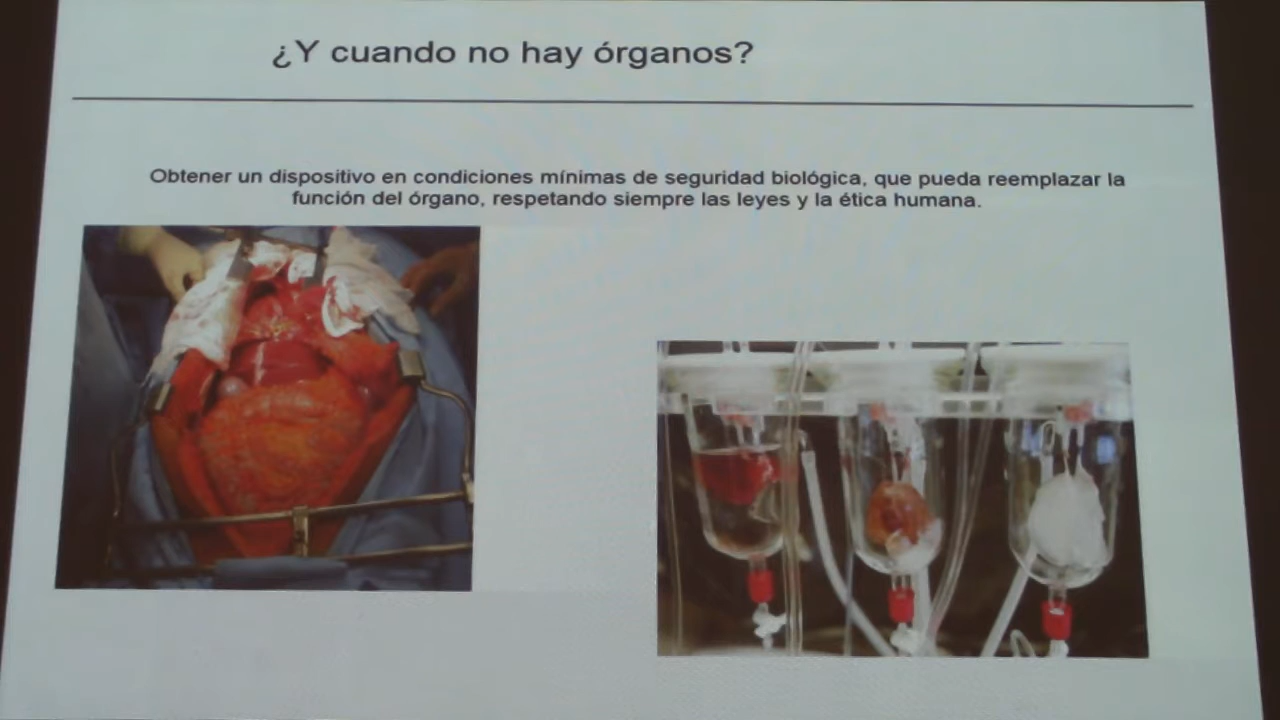 ¿Y cuando no hay órganos?
Obtener un dispositivo en condiciones mínimas de seguridad biológica, que pueda reemplazar la
función del órgano, respetando siempre las leyes y la ética humana.